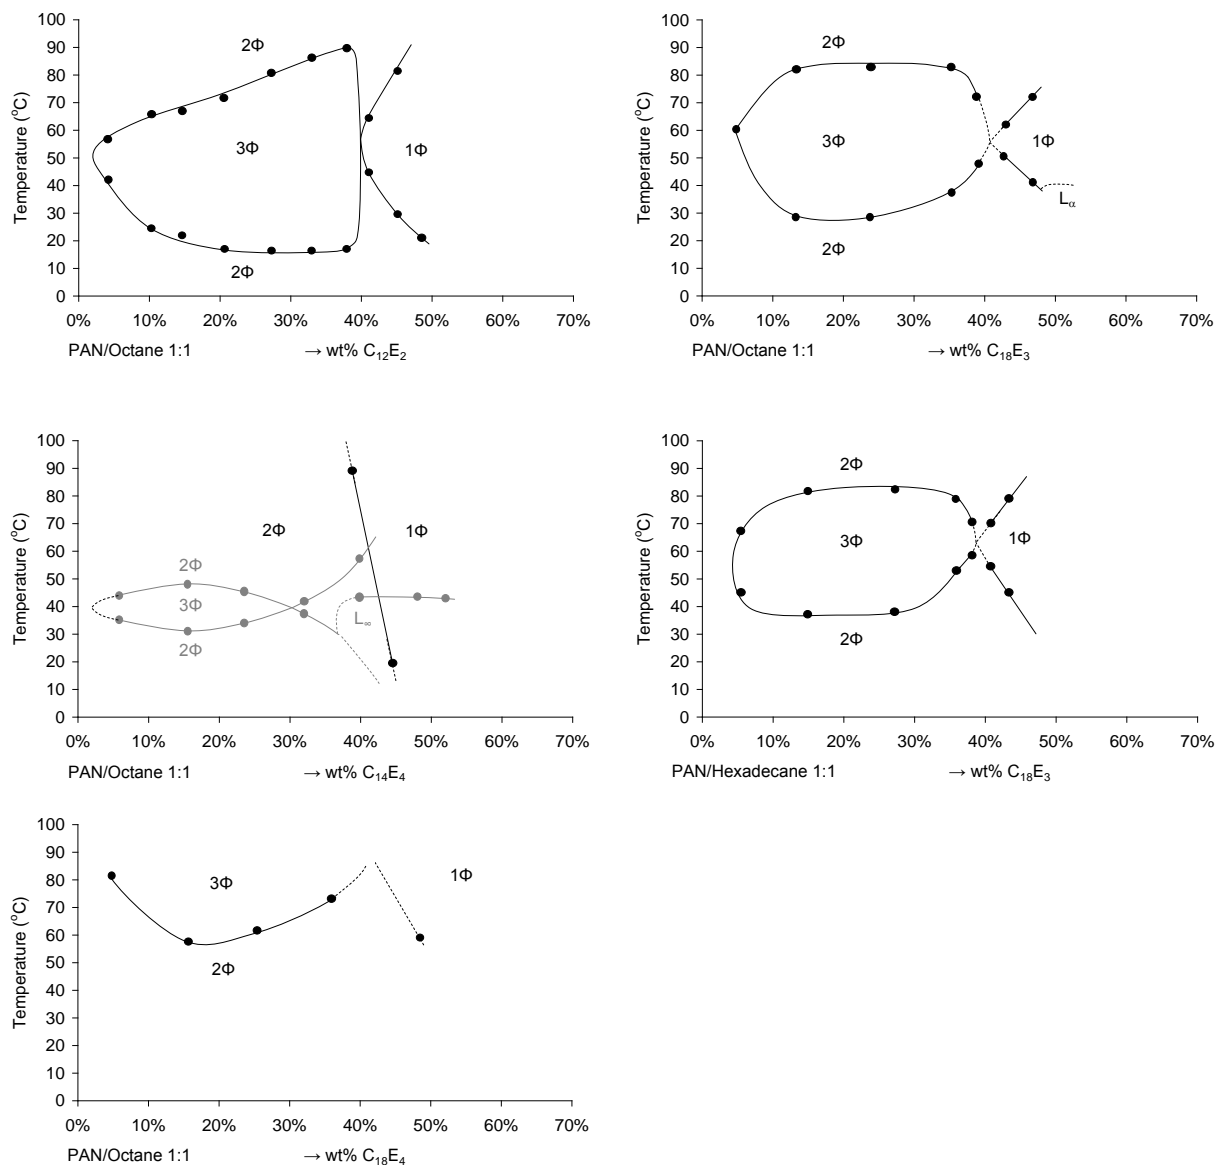 100
90
80
70
60
50
40
30
20
10
0
Temperature (°C)
2Φ
3Φ
1Φ
2Φ
0% 10% 20% 30% 40% 50% 60% 70%
PAN/Octane 1:1 → wt% C₁₂E₂
100
90
80
70
60
50
40
30
20
10
0
Temperature (°C)
2Φ
3Φ
1Φ
Lα
2Φ
0% 10% 20% 30% 40% 50% 60% 70%
PAN/Octane 1:1 → wt% C₁₈E₃
100
90
80
70
60
50
40
30
20
10
0
Temperature (°C)
2Φ 1Φ
2Φ
3Φ
L∞
2Φ
0% 10% 20% 30% 40% 50% 60% 70%
PAN/Octane 1:1 → wt% C₁₄E₄
100
90
80
70
60
50
40
30
20
10
0
Temperature (°C)
2Φ
3Φ 1Φ
2Φ
0% 10% 20% 30% 40% 50% 60% 70%
PAN/Hexadecane 1:1 → wt% C₁₈E₃
100
90
80
70
60
50
40
30
20
10
0
Temperature (°C)
3Φ 1Φ
2Φ
0% 10% 20% 30% 40% 50% 60% 70%
PAN/Octane 1:1 → wt% C₁₈E₄